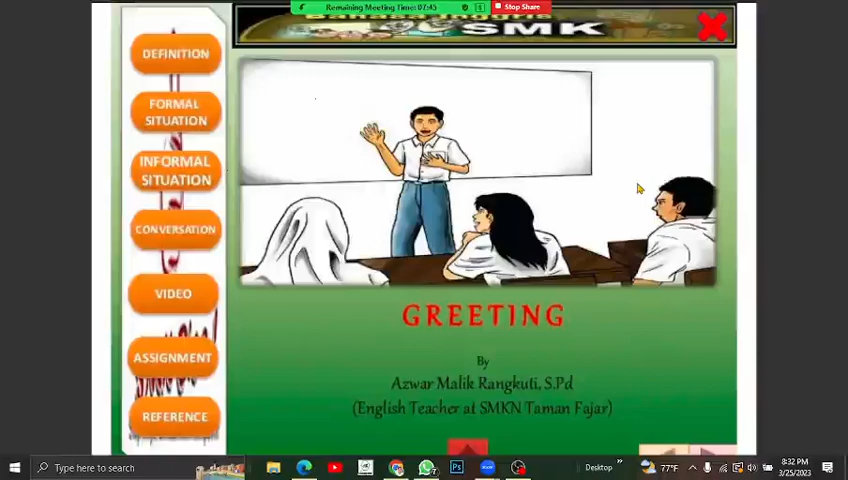 Remaining Meeting Time: 07:45
Stop Share
Bahasa Inggris
SMK
DEFINITION
FORMAL
SITUATION
INFORMAL
SITUATION
CONVERSATION
VIDEO
ASSIGNMENT
REFERENCE
GREETING
By
Azwar Malik Rangkuti, S.Pd
(English Teacher at SMKN Taman Fajar)
Type here to search
Desktop
77°F
8:32 PM
3/25/2023